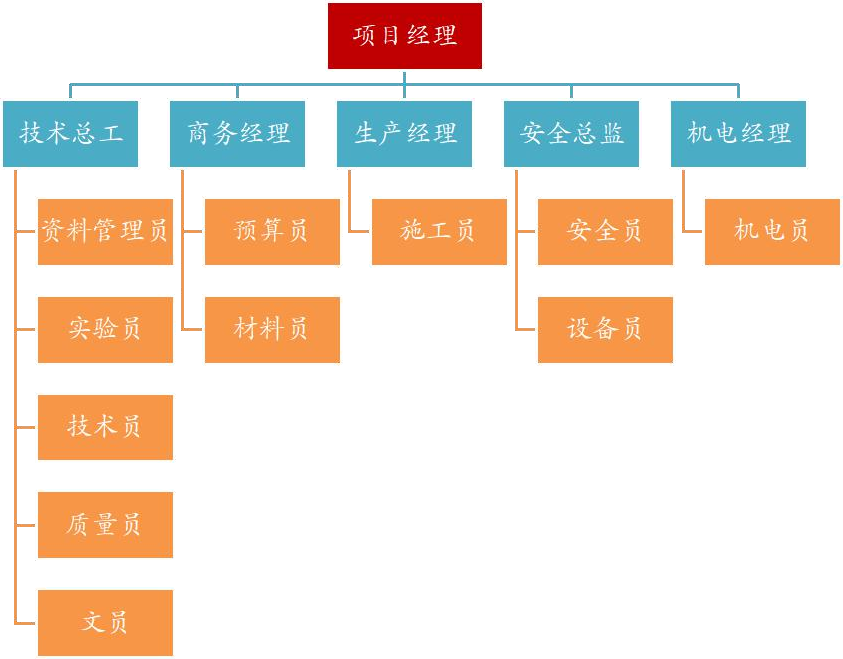 项目经理
技术总工
商务经理
生产经理
安全总监
机电经理
资料管理员
预算员
施工员
安全员
机电员
实验员
材料员
设备员
技术员
质量员
文员